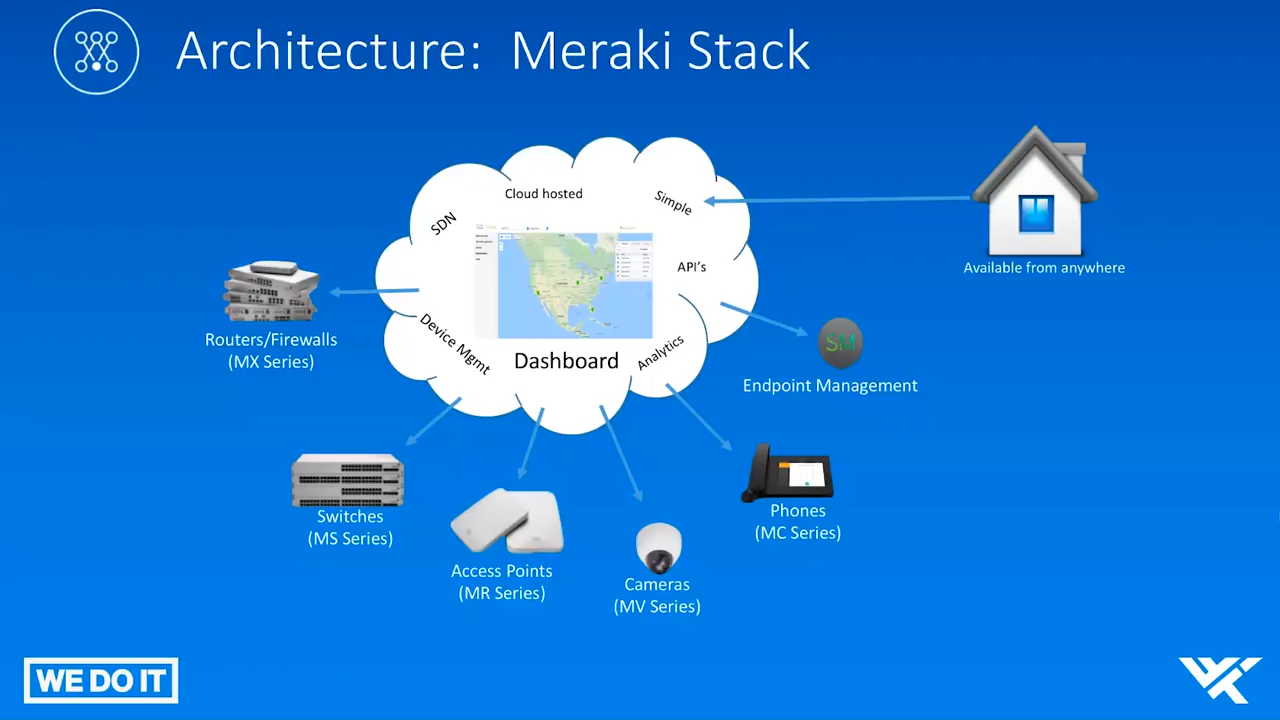 Architecture: Meraki Stack
Cloud hosted
Simple
SDN
API's
Device Mgmt
Dashboard
Analytics
Available from anywhere
Routers/Firewalls
(MX Series)
SM
Endpoint Management
Switches
(MS Series)
Phones
(MC Series)
Access Points
(MR Series)
Cameras
(MV Series)
WE DO IT